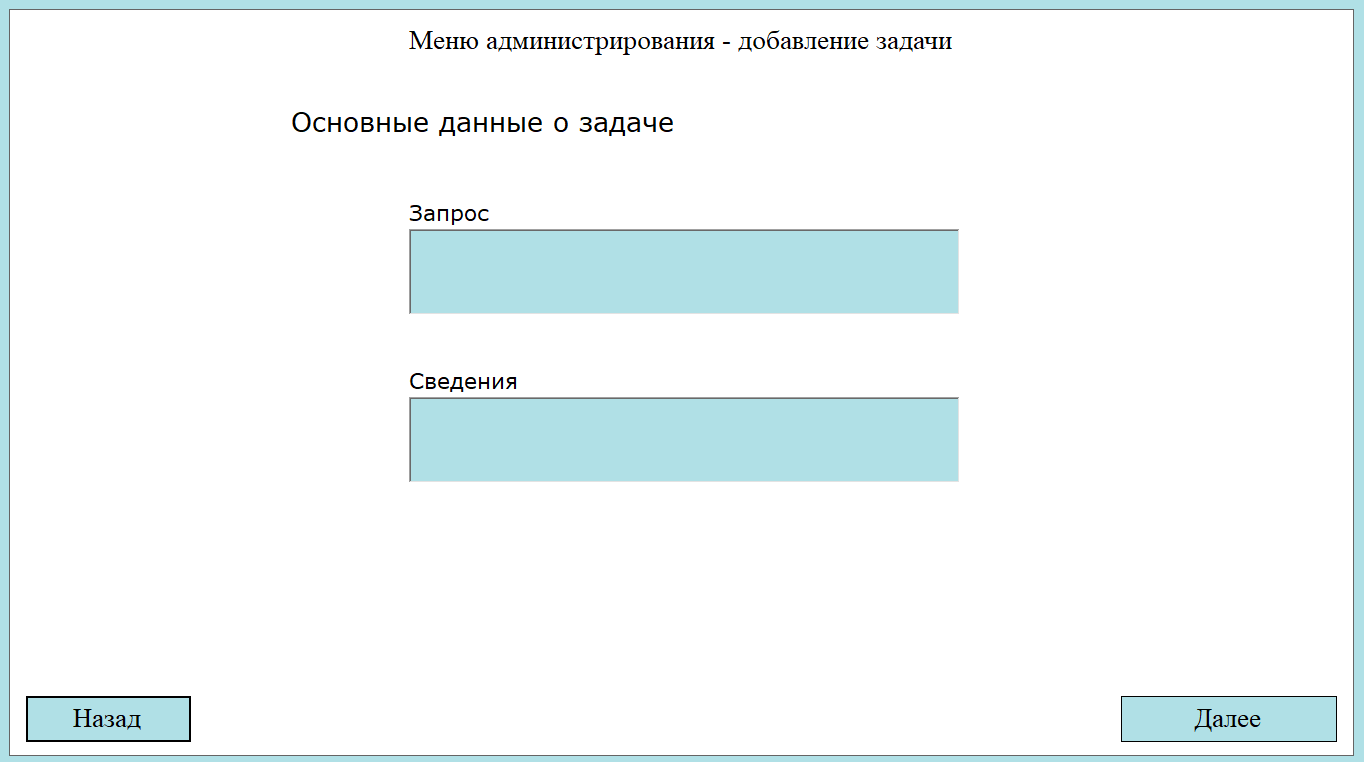 Меню администрирования - добавление задачи
Основные данные о задаче
Запрос
Сведения
Назад
Далее